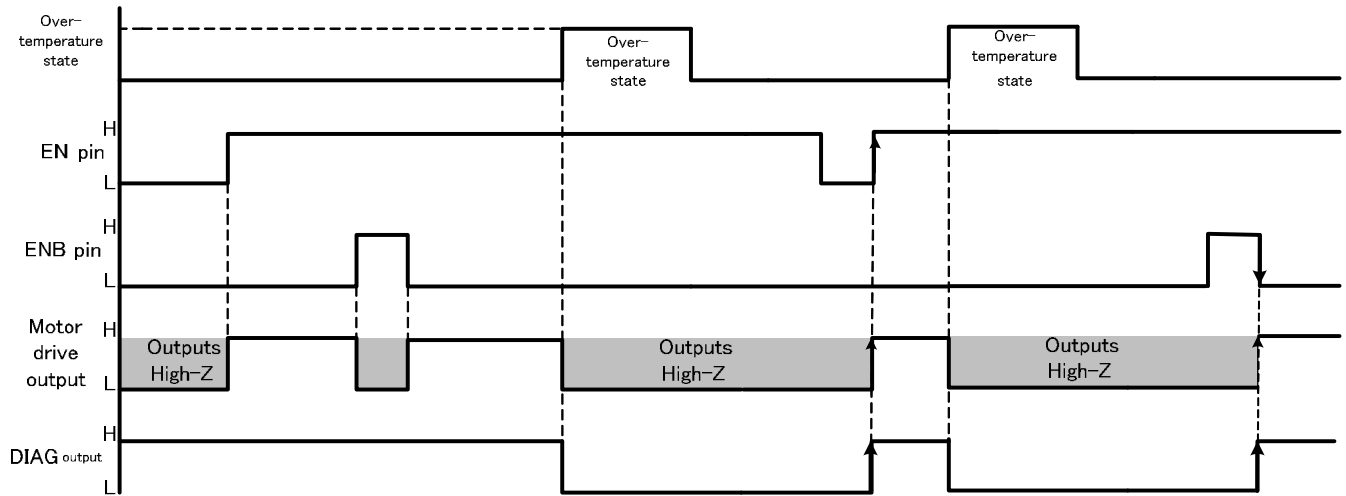 Over-
temperature
state
Over-
temperature
state
Over-
temperature
state
H
EN pin
L
H
ENB pin
L
Motor
drive
output
H
L
Outputs
High-Z
Outputs
High-Z
Outputs
High-Z
H
DIAG output
L